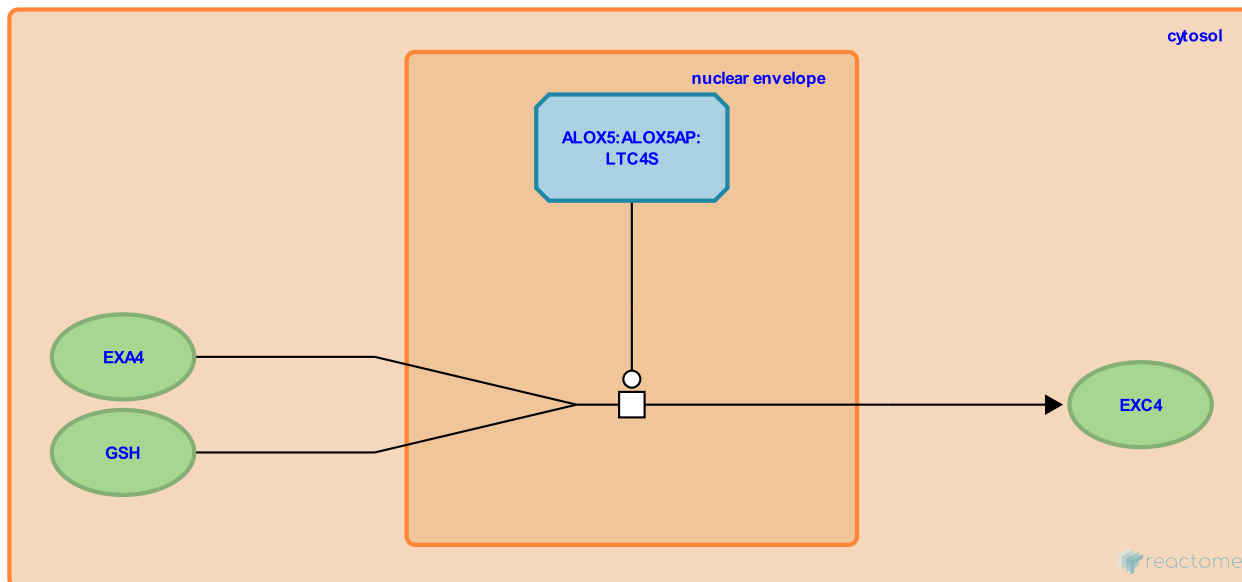 cytosol
nuclear envelope
ALOX5:ALOX5AP:
LTC4S
EXA4
GSH
EXC4
reactome